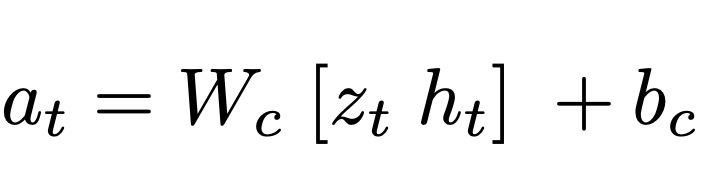 a_t = W_c [z_t h_t] + b_c